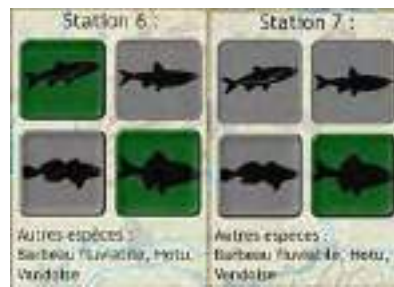 Station 6 :
Autres espèces :
Barbeau fluviatile, Hotu,
Vandoise
Station 7 :
Autres espèces :
Barbeau fluviatile, Hotu,
Vandoise